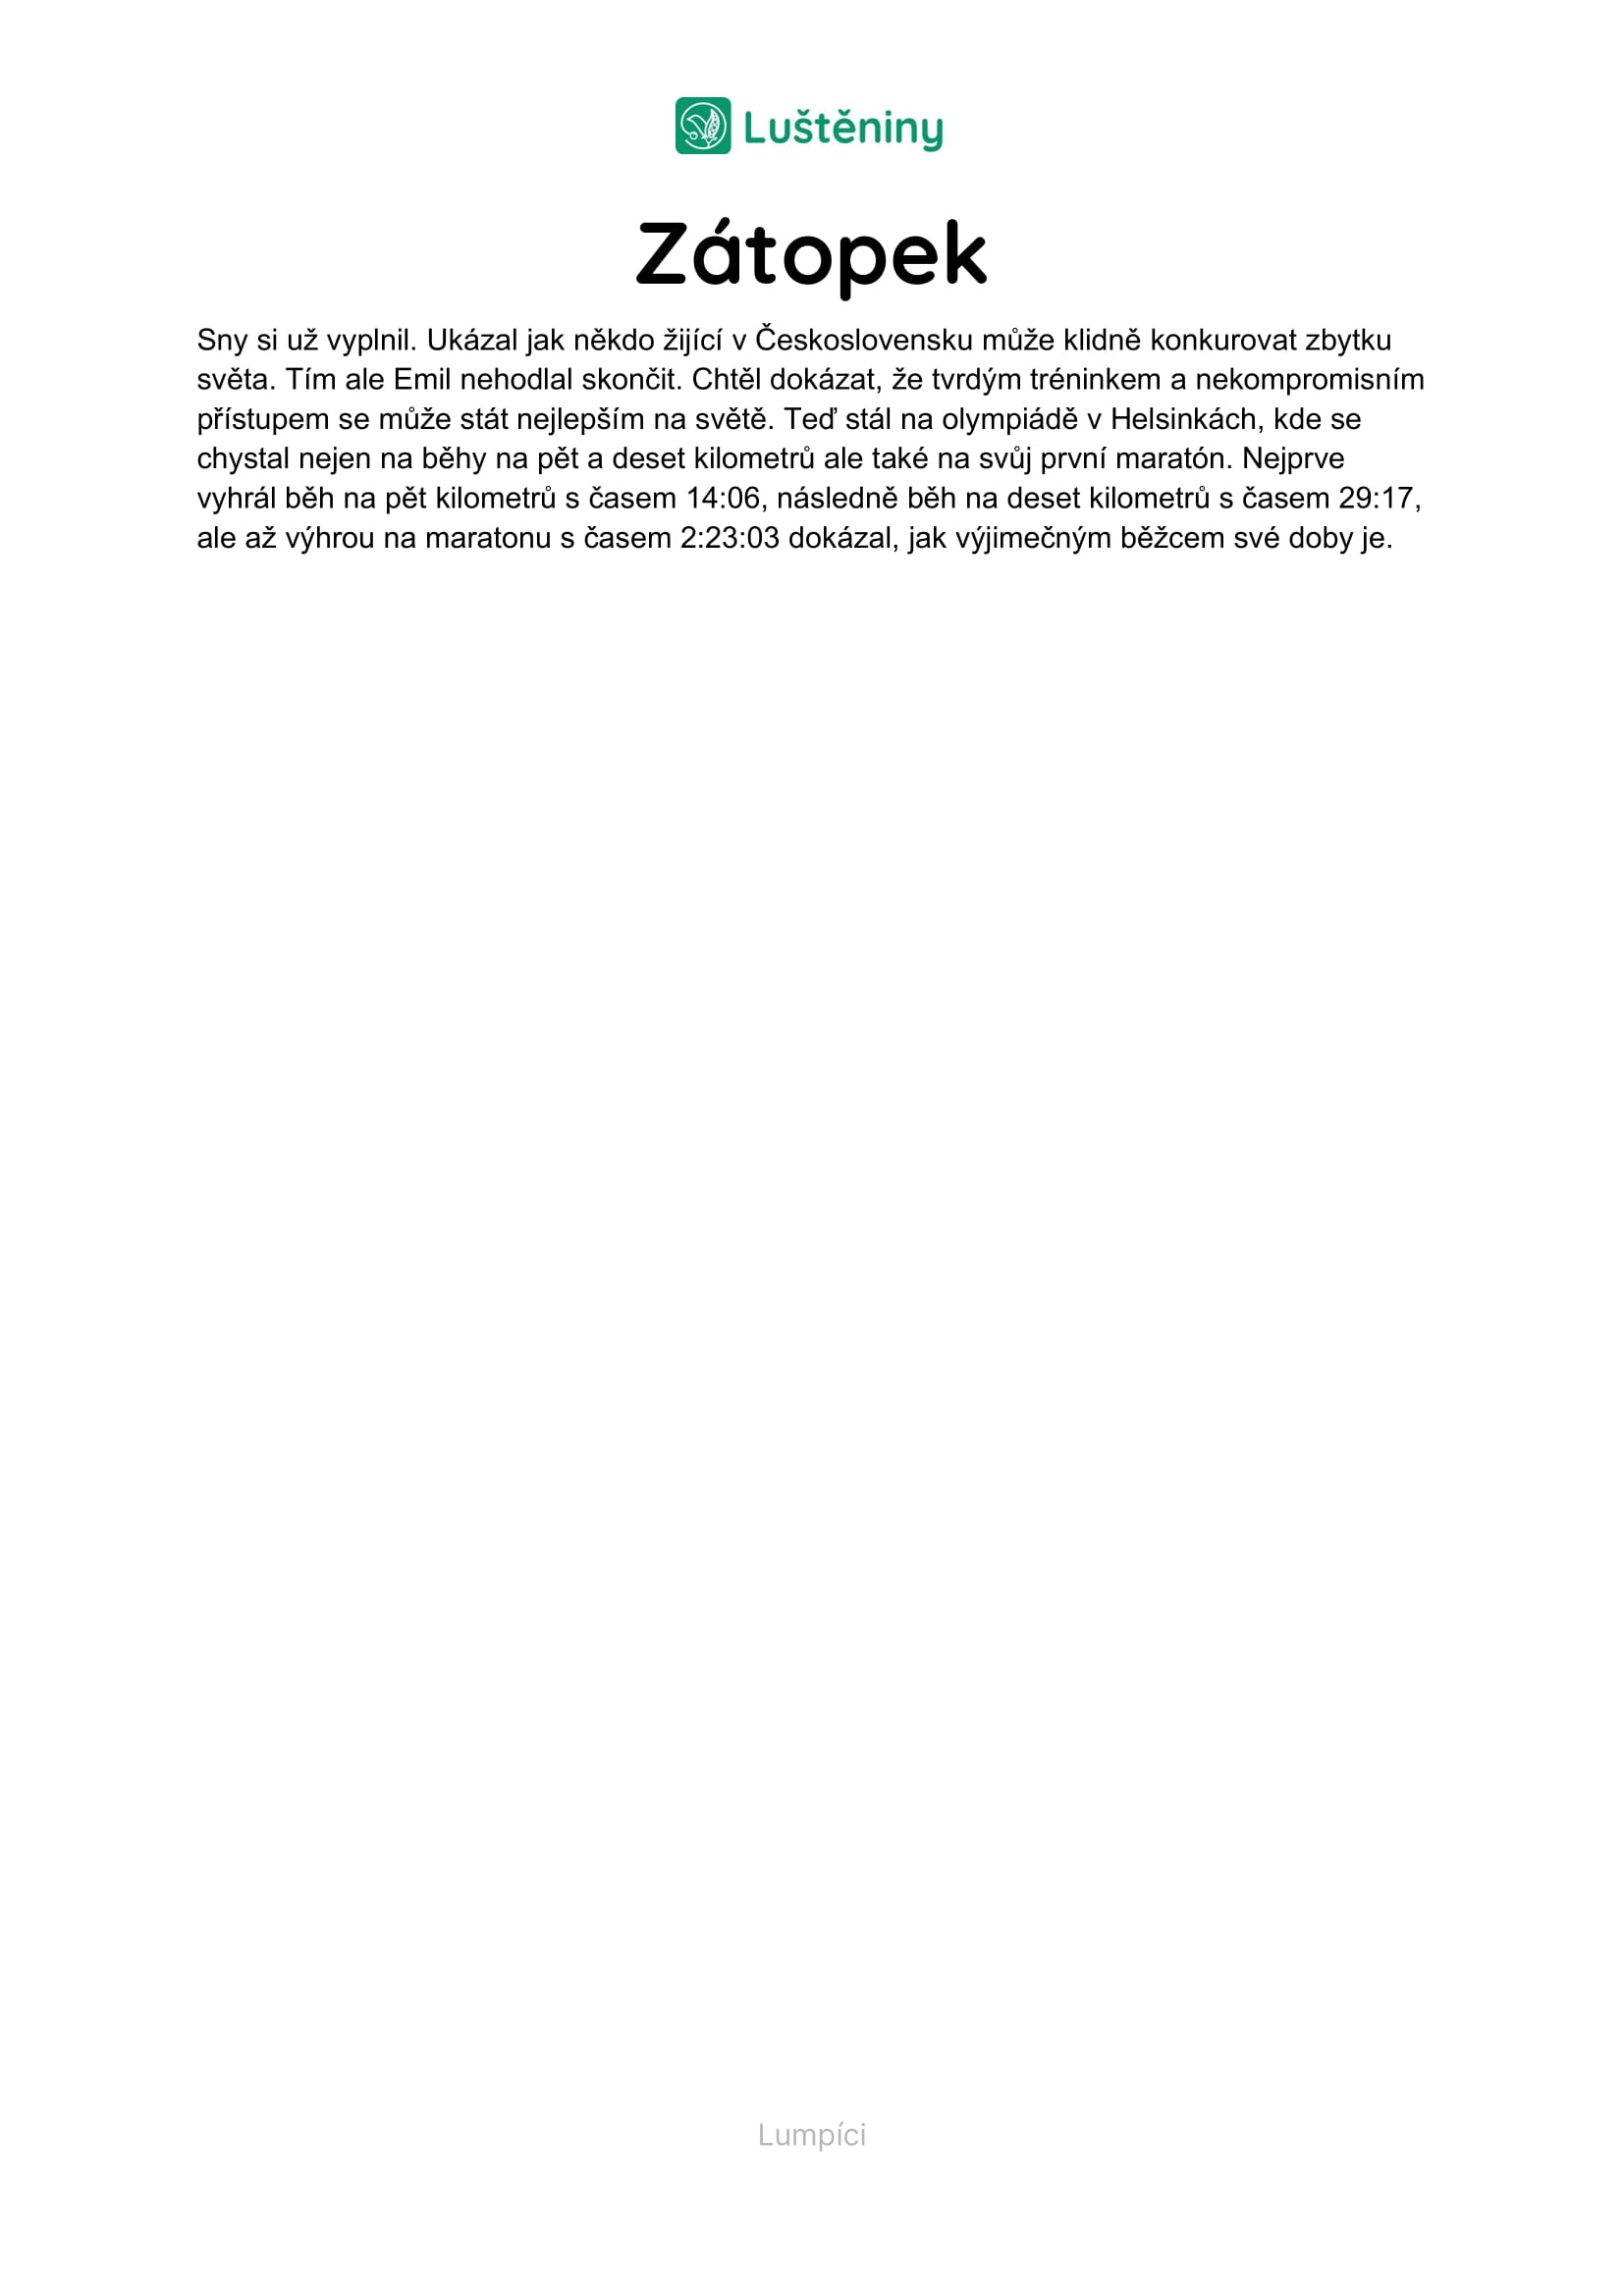 Luštěniny
Zátopek
Sny si už vyplnil. Ukázal jak někdo žijící v Československu může klidně konkurovat zbytku
světa. Tím ale Emil nehodlal skončit. Chtěl dokázat, že tvrdým tréninkem a nekompromisním
přístupem se může stát nejlepším na světě. Teď stál na olympiádě v Helsinkách, kde se
chystal nejen na běhy na pět a deset kilometrů ale také na svůj první maratón. Nejprve
vyhrál běh na pět kilometrů s časem 14:06, následně běh na deset kilometrů s časem 29:17,
ale až výhrou na maratonu s časem 2:23:03 dokázal, jak výjimečným běžcem své doby je.
Lumpíci